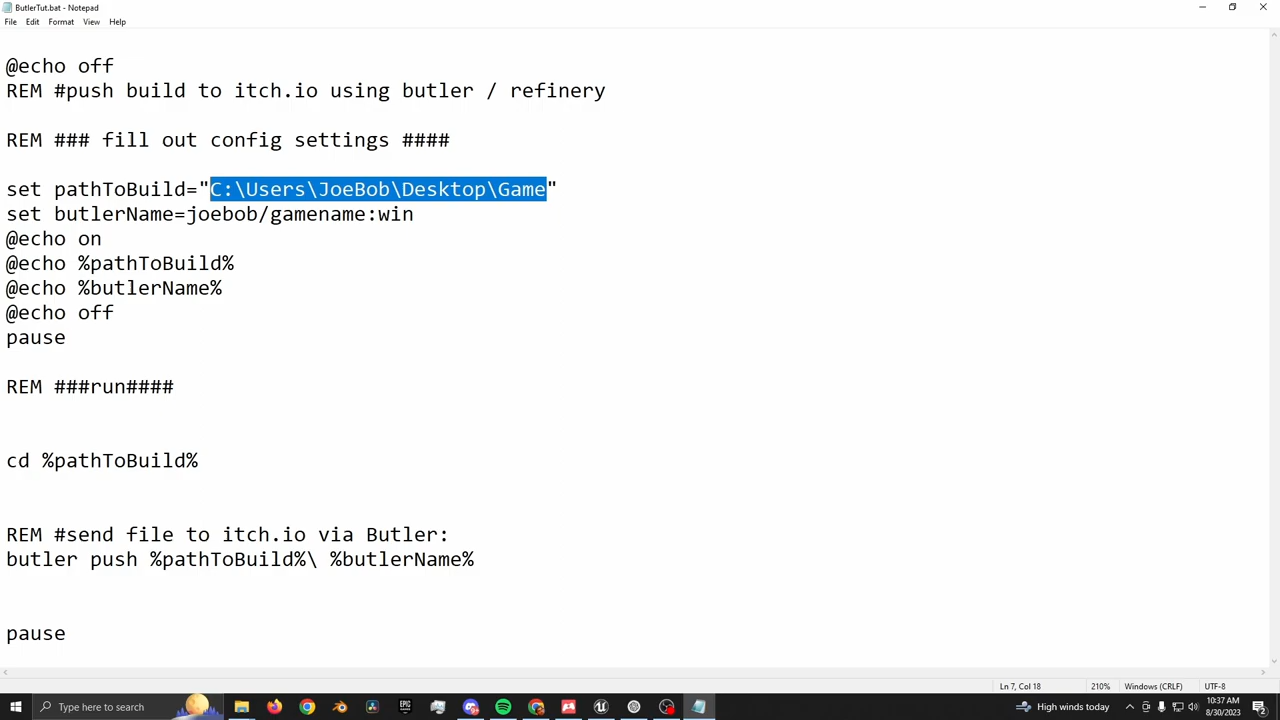 ButlerTut.bat - Notepad
File Edit Format View Help
@echo off
REM #push build to itch.io using butler / refinery
REM ### fill out config settings ####
set pathToBuild="C:\Users\JoeBob\Desktop\Game"
set butlerName=joebob/gamename:win
@echo on
@echo %pathToBuild%
@echo %butlerName%
@echo off
pause
REM ###run####
cd %pathToBuild%
REM #send file to itch.io via Butler:
butler push %pathToBuild%\ %butlerName%
pause
Ln 7, Col 18 210% Windows (CRLF) UTF-8
Type here to search
EPIC
High winds today
10:37 AM
8/30/2023
2